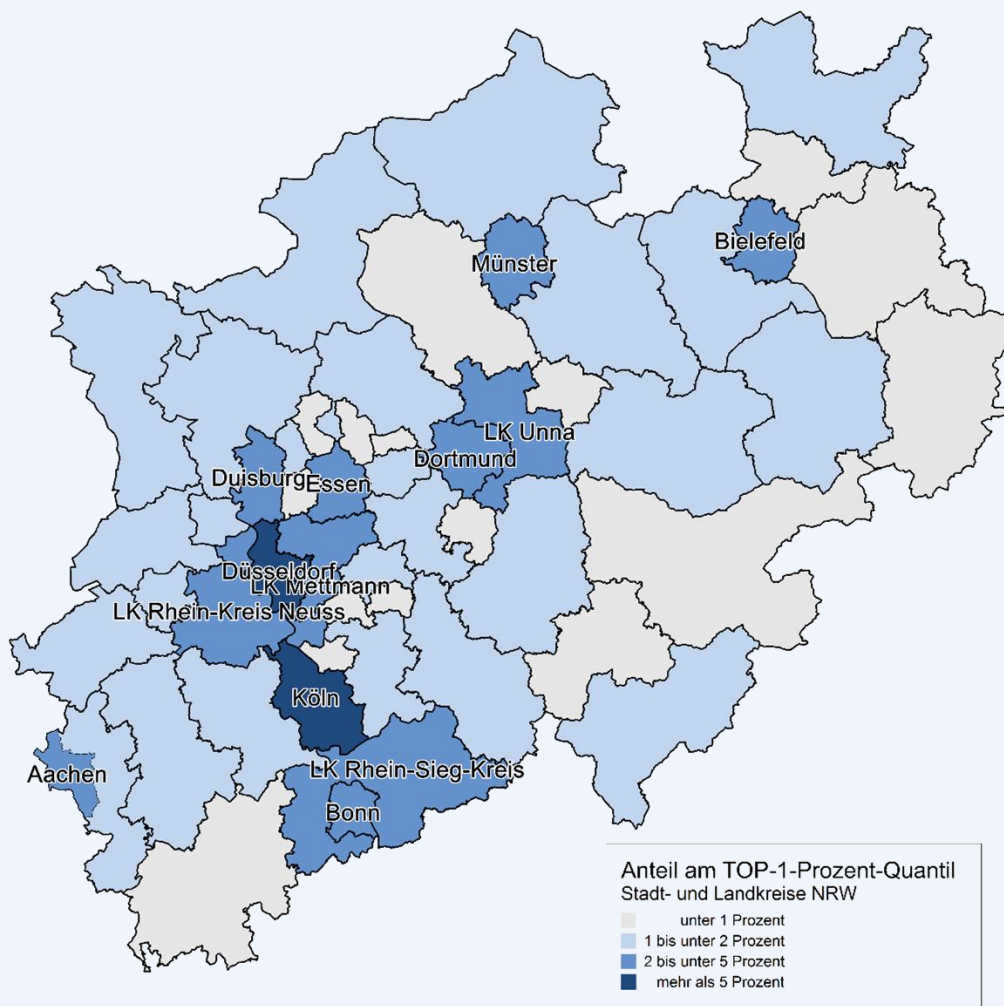 Bielefeld
Münster
LK Unna
Dortmund
Duisburg
Essen
Düsseldorf
LK Mettmann
LK Rhein-Kreis Neuss
Köln
LK Rhein-Sieg-Kreis
Aachen
Bonn
Anteil am TOP-1-Prozent-Quantil
Stadt- und Landkreise NRW
unter 1 Prozent
1 bis unter 2 Prozent
2 bis unter 5 Prozent
mehr als 5 Prozent